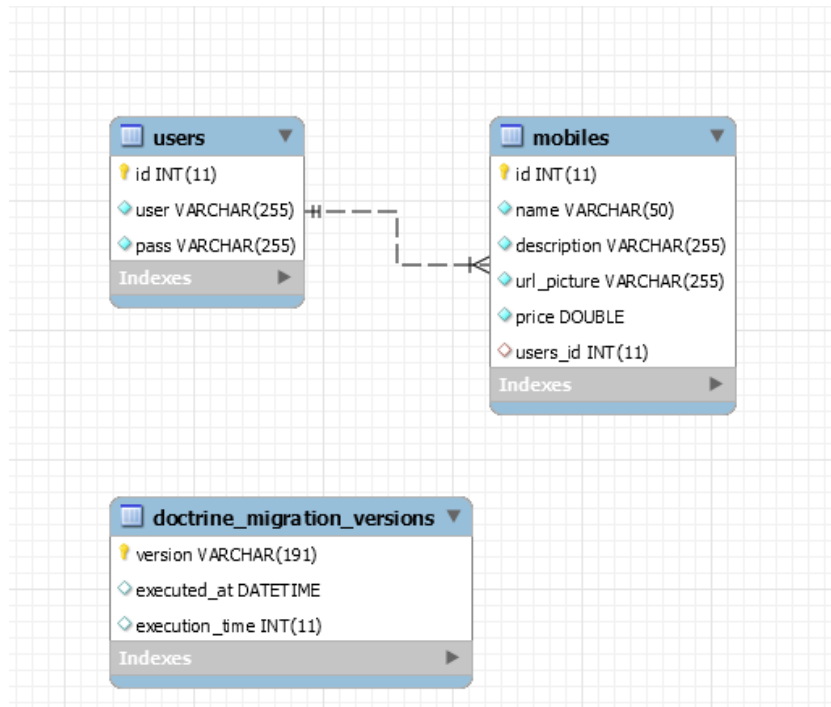 users
id INT(11)
user VARCHAR(255)
pass VARCHAR(255)
Indexes
mobiles
id INT(11)
name VARCHAR(50)
description VARCHAR(255)
url_picture VARCHAR(255)
price DOUBLE
users_id INT(11)
Indexes
doctrine_migration_versions
version VARCHAR(191)
executed_at DATETIME
execution_time INT(11)
Indexes